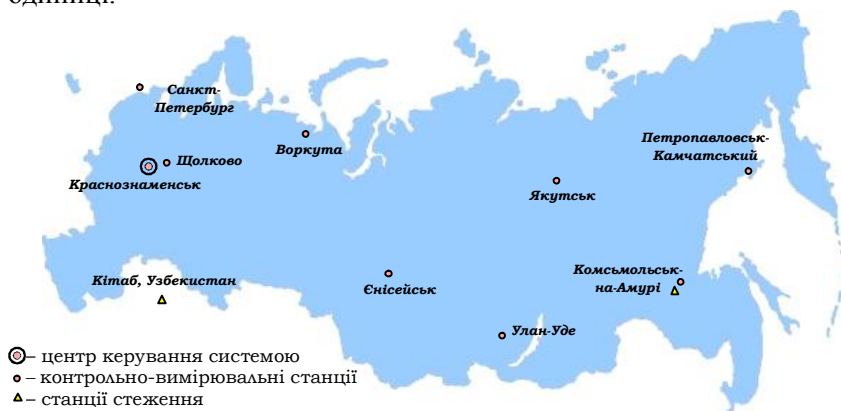 одиниці.
Санкт-
Петербург
Воркута
Петропавловськ-
Камчатський
Щолково
Краснознаменськ
Якутськ
Кітаб, Узбекистан
Єнісейськ
Комсьмольськ-
на-Амурі
Улан-Уде
– центр керування системою
– контрольно-вимірювальні станції
– станції стеження